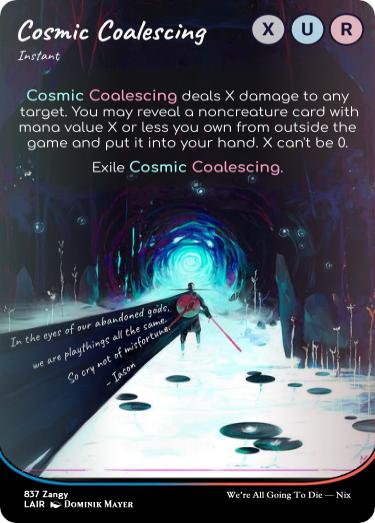 Cosmic Coalescing X U R
Instant
Cosmic Coalescing deals X damage to any
target. You may reveal a noncreature card with
mana value X or less you own from outside the
game and put it into your hand. X can't be 0.
Exile Cosmic Coalescing.
In the eyes of our abandoned gods,
we are playthings all the same.
So cry not of misfortune.
– Iason
837 Zangy
LAIR Dominik Mayer
We're All Going To Die — Nix